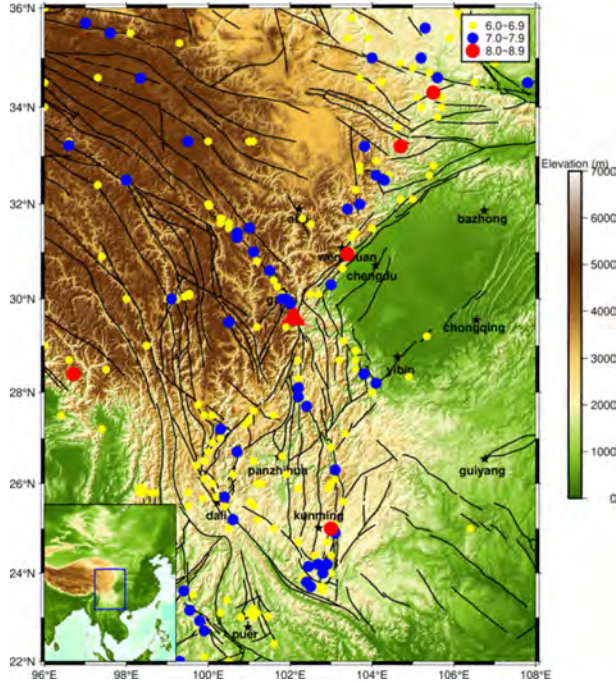 36°N
6.0~6.9
7.0~7.9
8.0~8.9
34°N
Elevation (m)
7000
32°N
bazhong
6000
wenchuan
chengdu
5000
30°N
chongqing
4000
yibin
3000
28°N
2000
panzhihua
guiyang
1000
26°N
dali
kunming
0
24°N
puer
22°N
96°E
98°E
100°E
102°E
104°E
106°E
108°E